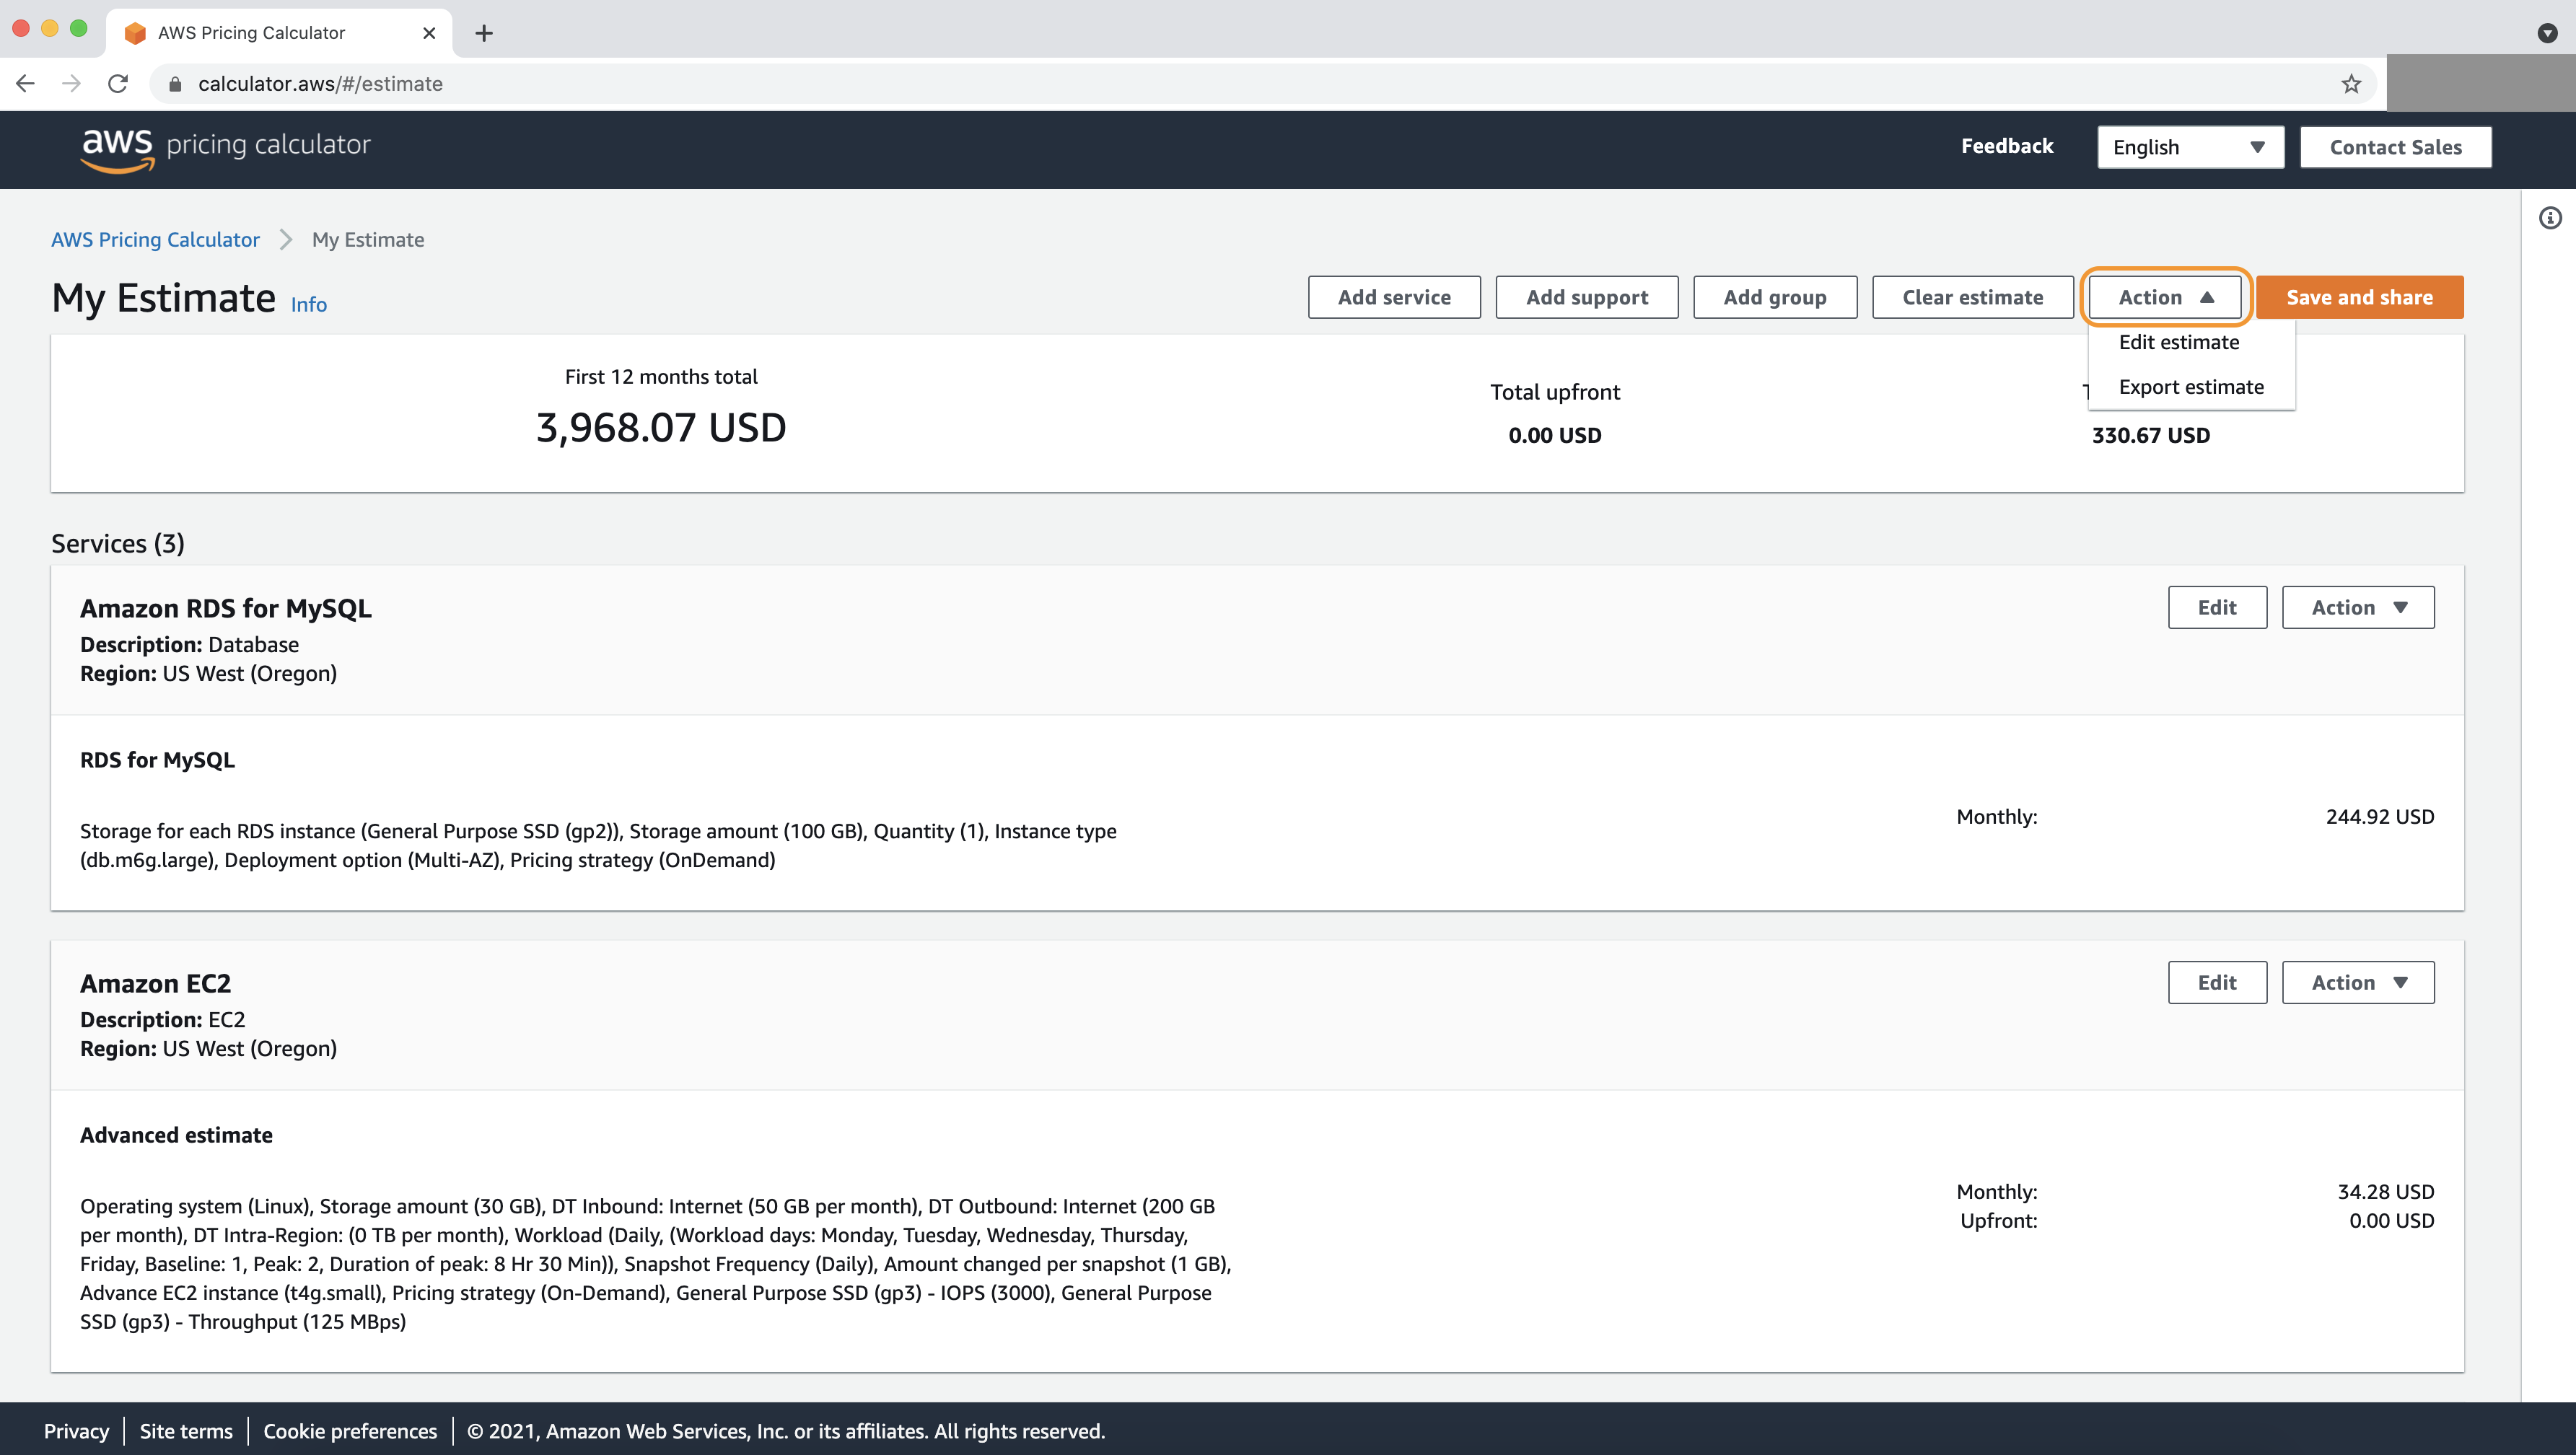 AWS Pricing Calculator
calculator.aws/#/estimate
aws pricing calculator
Feedback
English
Contact Sales
AWS Pricing Calculator
My Estimate
My Estimate
Info
Add service
Add support
Add group
Clear estimate
Action
Save and share
Edit estimate
Export estimate
First 12 months total
3,968.07 USD
Total upfront
0.00 USD
330.67 USD
Services (3)
Amazon RDS for MySQL
Edit
Action
Description: Database
Region: US West (Oregon)
RDS for MySQL
Storage for each RDS instance (General Purpose SSD (gp2)), Storage amount (100 GB), Quantity (1), Instance type
(db.m6g.large), Deployment option (Multi-AZ), Pricing strategy (OnDemand)
Monthly: 244.92 USD
Amazon EC2
Edit
Action
Description: EC2
Region: US West (Oregon)
Advanced estimate
Operating system (Linux), Storage amount (30 GB), DT Inbound: Internet (50 GB per month), DT Outbound: Internet (200 GB
per month), DT Intra-Region: (0 TB per month), Workload (Daily, (Workload days: Monday, Tuesday, Wednesday, Thursday,
Friday, Baseline: 1, Peak: 2, Duration of peak: 8 Hr 30 Min)), Snapshot Frequency (Daily), Amount changed per snapshot (1 GB),
Advance EC2 instance (t4g.small), Pricing strategy (On-Demand), General Purpose SSD (gp3) - IOPS (3000), General Purpose
SSD (gp3) - Throughput (125 MBps)
Monthly: 34.28 USD
Upfront: 0.00 USD
Privacy
Site terms
Cookie preferences
© 2021, Amazon Web Services, Inc. or its affiliates. All rights reserved.